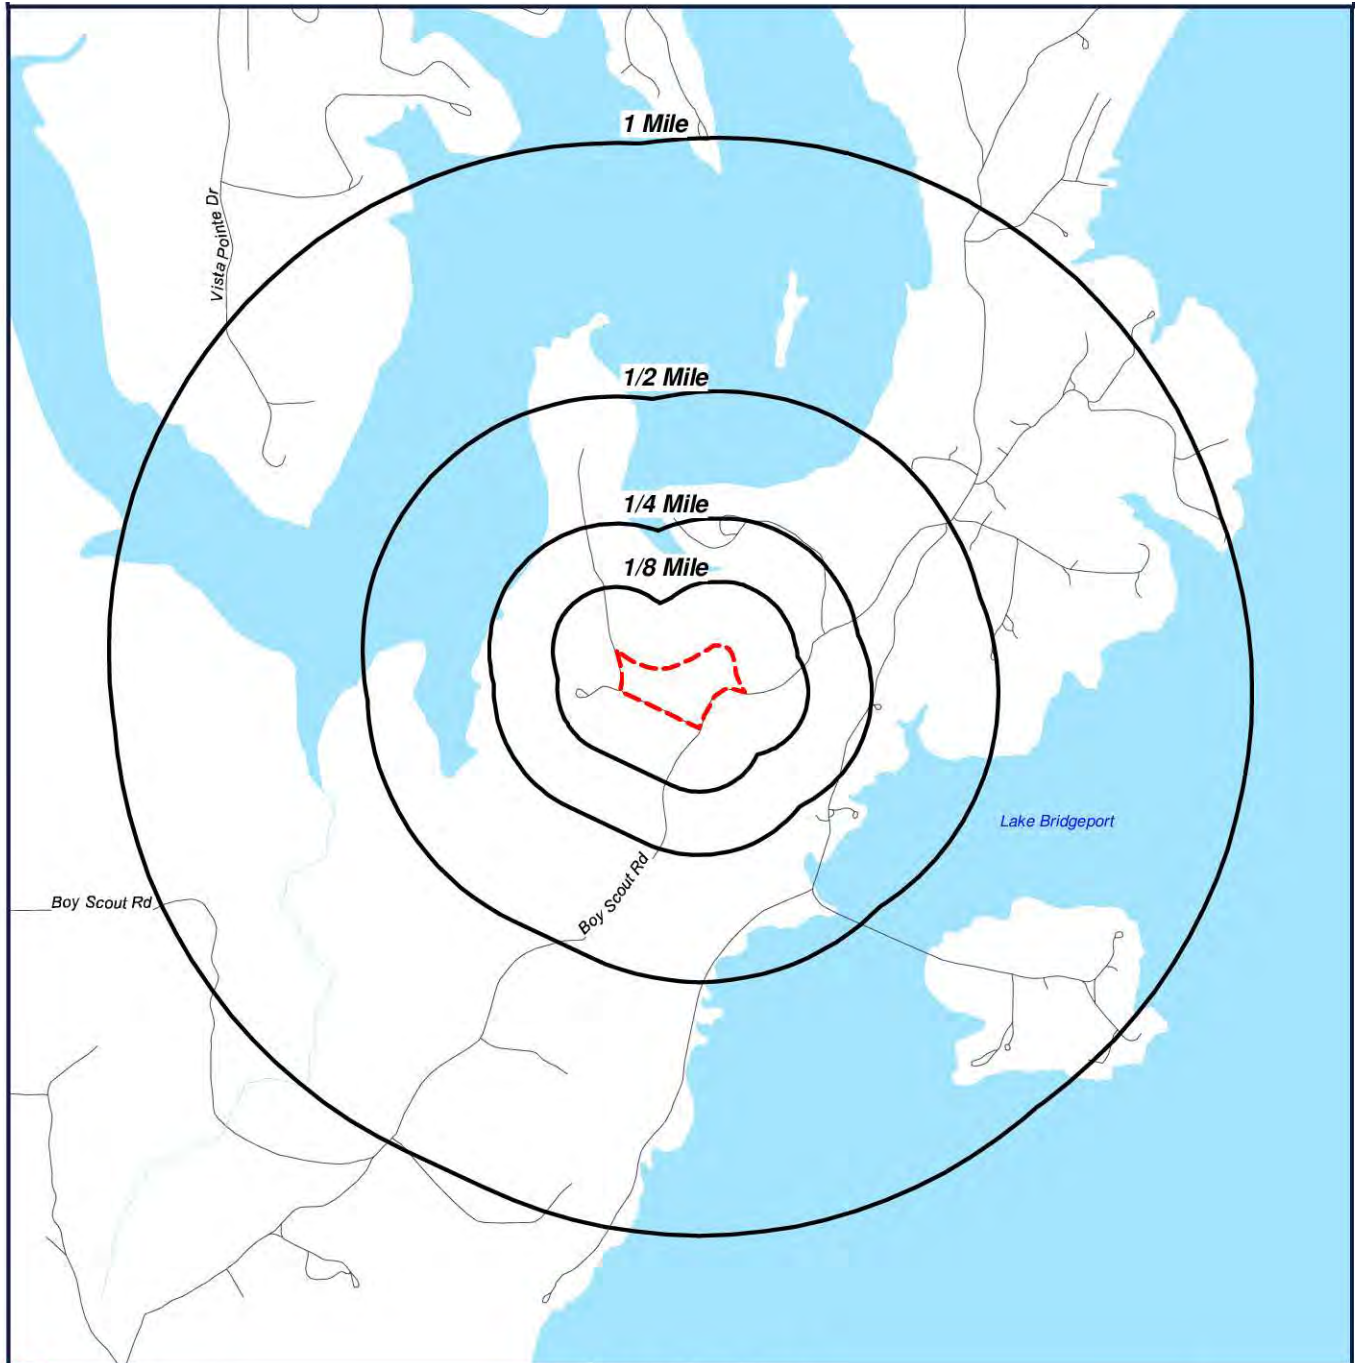 1 Mile
Vista Pointe Dr
1/2 Mile
1/4 Mile
1/8 Mile
Lake Bridgeport
Boy Scout Rd
Boy Scout Rd